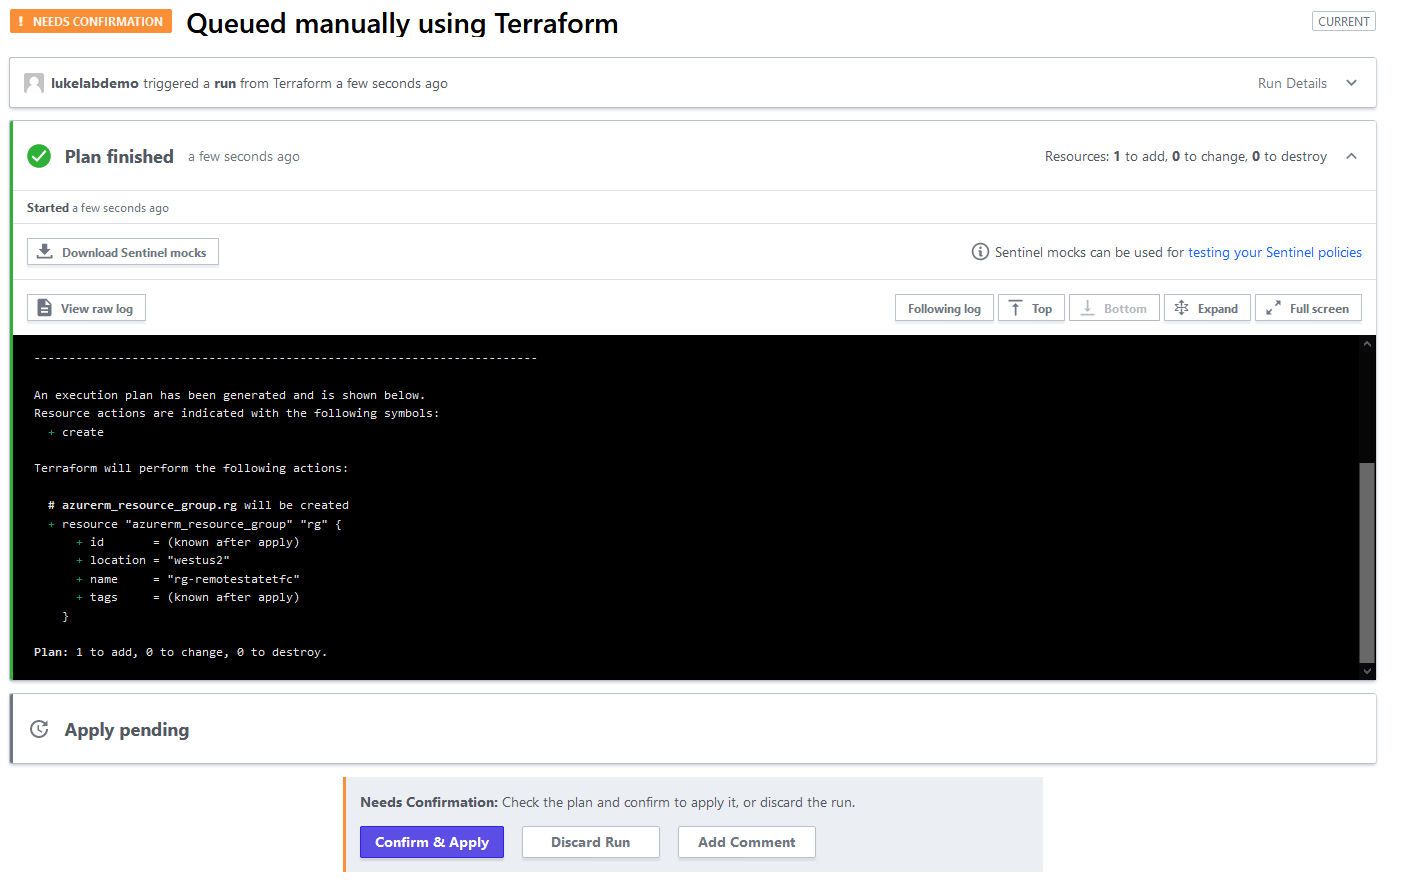 ! NEEDS CONFIRMATION Queued manually using Terraform CURRENT
lukelabdemo triggered a run from Terraform a few seconds ago Run Details
Plan finished a few seconds ago Resources: 1 to add, 0 to change, 0 to destroy
Started a few seconds ago
Download Sentinel mocks Sentinel mocks can be used for testing your Sentinel policies
View raw log Following log Top Bottom Expand Full screen
------------------------------------------------------------------------
An execution plan has been generated and is shown below.
Resource actions are indicated with the following symbols:
+ create
Terraform will perform the following actions:
# azurerm_resource_group.rg will be created
+ resource "azurerm_resource_group" "rg" {
+ id       = (known after apply)
+ location = "westus2"
+ name     = "rg-remotestatetfc"
+ tags     = (known after apply)
}
Plan: 1 to add, 0 to change, 0 to destroy.
Apply pending
Needs Confirmation: Check the plan and confirm to apply it, or discard the run.
Confirm & Apply Discard Run Add Comment